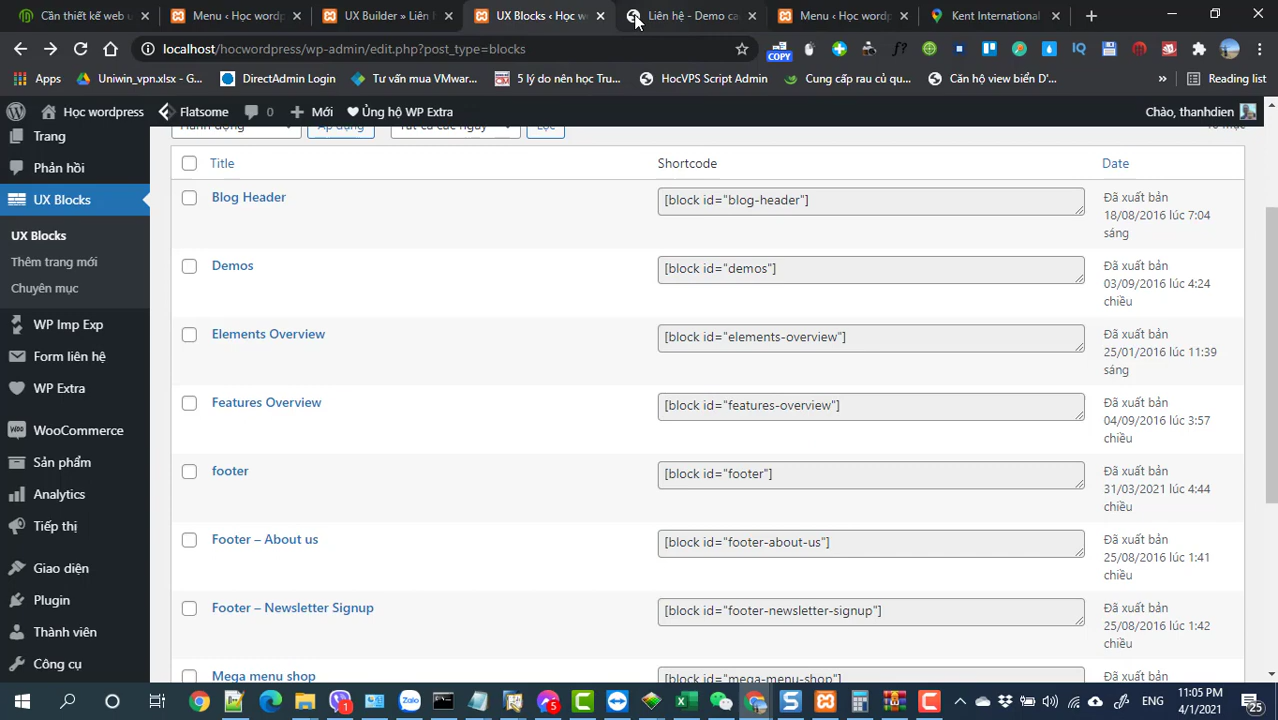 Cần thiết kế web u
Menu ‹ Học wordp
UX Builder » Liên h
UX Blocks ‹ Học w
Liên hệ - Demo ca
Menu ‹ Học wordp
Kent International
localhost/hocwordpress/wp-admin/edit.php?post_type=blocks
COPY
f?
IQ
Apps
Uniwin_vpn.xlsx - G...
DirectAdmin Login
Tư vấn mua VMwar...
5 lý do nên học Tru...
HocVPS Script Admin
Cung cấp rau củ qu...
Căn hộ view biển D'...
»
Reading list
Học wordpress
Flatsome
0
Mới
Ủng hộ WP Extra
Chào, thanhdien
Trang
Phản hồi
UX Blocks
UX Blocks
Thêm trang mới
Chuyên mục
WP Imp Exp
Form liên hệ
WP Extra
WooCommerce
Sản phẩm
Analytics
Tiếp thị
Giao diện
Plugin
Thành viên
Công cụ
Hành động
Áp dụng
Tất cả các ngày
Lọc
Title
Shortcode
Date
Blog Header
[block id="blog-header"]
Đã xuất bản
18/08/2016 lúc 7:04
sáng
Demos
[block id="demos"]
Đã xuất bản
03/09/2016 lúc 4:24
chiều
Elements Overview
[block id="elements-overview"]
Đã xuất bản
25/01/2016 lúc 11:39
sáng
Features Overview
[block id="features-overview"]
Đã xuất bản
04/09/2016 lúc 3:57
chiều
footer
[block id="footer"]
Đã xuất bản
31/03/2021 lúc 4:44
chiều
Footer – About us
[block id="footer-about-us"]
Đã xuất bản
25/08/2016 lúc 1:41
chiều
Footer – Newsletter Signup
[block id="footer-newsletter-signup"]
Đã xuất bản
25/08/2016 lúc 1:42
chiều
Mega menu shop
[block id="mega-menu-shop"]
Đã xuất bản
ENG
11:05 PM
4/1/2021
25